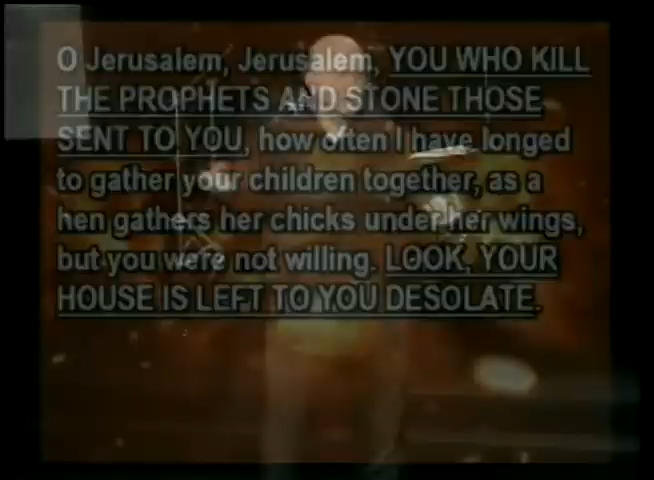 O Jerusalem, Jerusalem, YOU WHO KILL
THE PROPHETS AND STONE THOSE
SENT TO YOU, how often I have longed
to gather your children together, as a
hen gathers her chicks under her wings,
but you were not willing. LOOK, YOUR
HOUSE IS LEFT TO YOU DESOLATE.